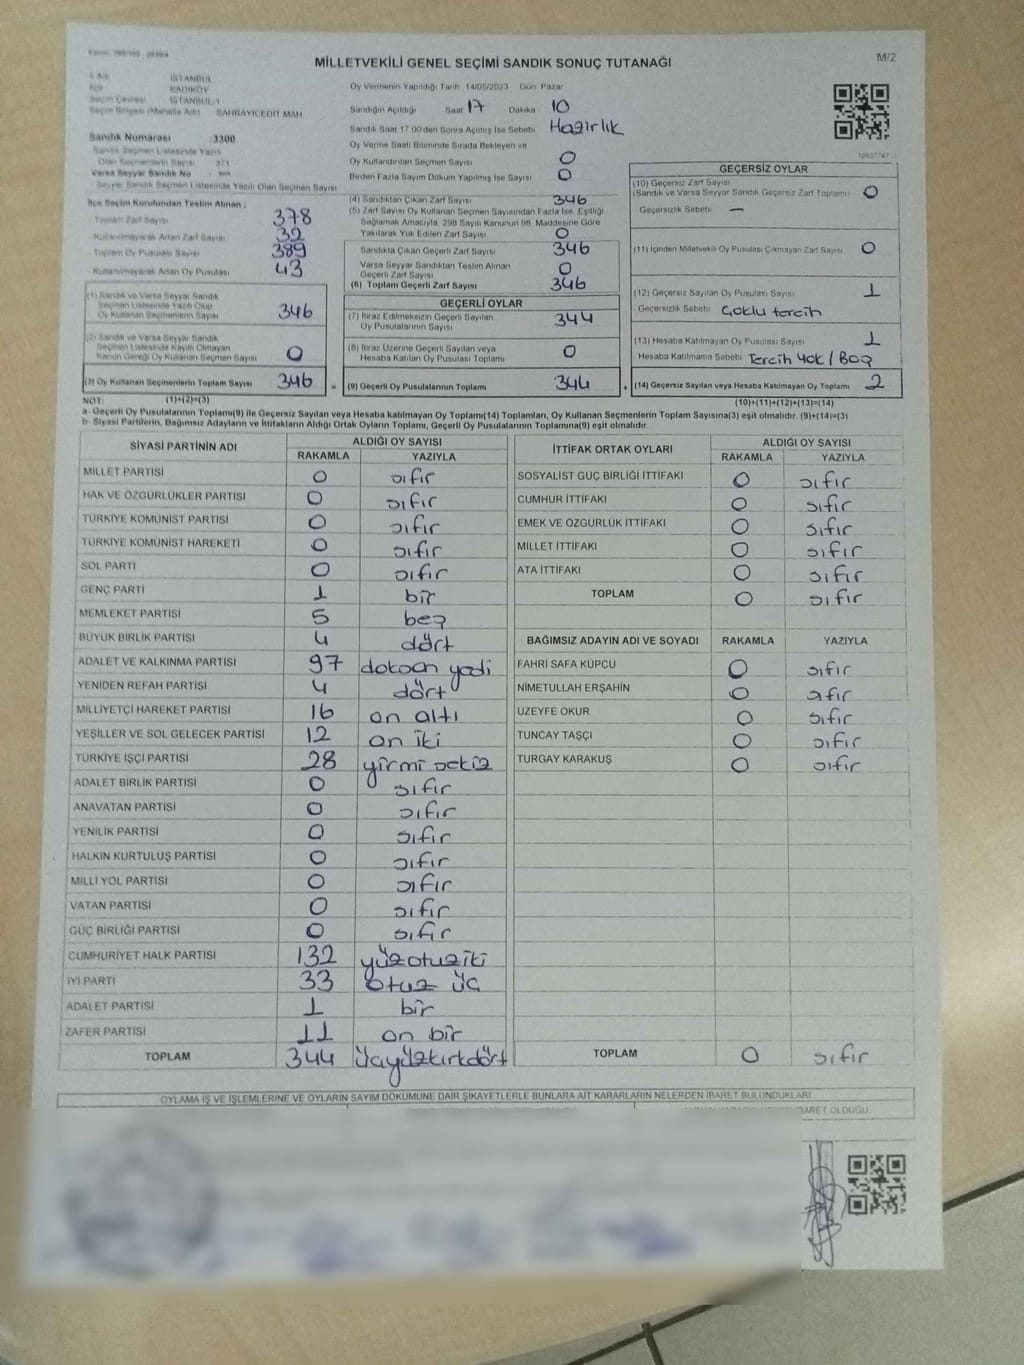 M/2
MİLLETVEKİLİ GENEL SEÇİMİ SANDIK SONUÇ TUTANAĞI
İSTANBUL
KADIKÖY
İSTANBUL-1
SAHRAYICEDİT MAH
Sandık Numarası :3300
Sandık Seçmen Listesinde Yazılı
Olan Seçmenlerin Sayısı 371
Varsa Seyyar Sandık No
Seyyar Sandık Seçmen Listesinde Yazılı Olan Seçmen Sayısı
İlçe Seçim Kurulundan Teslim Alınan ;
- Toplam Zarf Sayısı 378
- Kullanılmayarak Artan Zarf Sayısı 32
- Toplam Oy Pusulası Sayısı 389
- Kullanılmayarak Artan Oy Pusulası 43
(1) Sandık ve Varsa Seyyar Sandık
Seçmen Listesinde Yazılı Olup
Oy Kullanan Seçmenlerin Sayısı 346
(2) Sandık ve Varsa Seyyar Sandık
Seçmen Listesinde Kayıtlı Olmayan
Kanun Gereği Oy Kullanan Seçmen Sayısı 0
(3) Oy Kullanan Seçmenlerin Toplam Sayısı 346
Oy Vermenin Yapıldığı Tarih 14/05/2023 Gün Pazar
Sandığın Açıldığı Saat 17 Dakika 10
Sandık Saat 17.00'den Sonra Açılmış İse Sebebi Hazırlık
Oy Verme Saati Bitiminde Sırada Bekleyen ve
Oy Kullandırılan Seçmen Sayısı 0
Birden Fazla Sayım Döküm Yapılmış İse Sayısı 0
(4) Sandıktan Çıkan Zarf Sayısı 346
(5) Zarf Sayısı Oy Kullanan Seçmen Sayısından Fazla İse, Eşitliği
Sağlamak Amacıyla, 298 Sayılı Kanunun 98. Maddesine Göre
Yakılarak Yok Edilen Zarf Sayısı 0
Sandıkta Çıkan Geçerli Zarf Sayısı 346
Varsa Seyyar Sandıktan Teslim Alınan
Geçerli Zarf Sayısı 0
(6) Toplam Geçerli Zarf Sayısı 346
GEÇERLİ OYLAR
(7) İtiraz Edilmeksizin Geçerli Sayılan
Oy Pusulalarının Sayısı 344
(8) İtiraz Üzerine Geçerli Sayılan veya
Hesaba Katılan Oy Pusulası Toplamı 0
= (9) Geçerli Oy Pusulalarının Toplamı 344
GEÇERSİZ OYLAR
(10) Geçersiz Zarf Sayısı
(Sandık ve Varsa Seyyar Sandık Geçersiz Zarf Toplamı) 0
- Geçersizlik Sebebi —
(11) İçinden Milletvekili Oy Pusulası Çıkmayan Zarf Sayısı 0
(12) Geçersiz Sayılan Oy Pusulası Sayısı 1
- Geçersizlik Sebebi Çoklu tercih
(13) Hesaba Katılmayan Oy Pusulası Sayısı 1
Hesaba Katılmama Sebebi Tercih Yok / Boş
+ (14) Geçersiz Sayılan veya Hesaba Katılmayan Oy Toplamı 2
NOT: (1)+(2)=(3) (10)+(11)+(12)+(13)=(14)
a- Geçerli Oy Pusulalarının Toplamı(9) ile Geçersiz Sayılan veya Hesaba katılmayan Oy Toplamı(14) Toplamları, Oy Kullanan Seçmenlerin Toplam Sayısına(3) eşit olmalıdır. (9)+(14)=(3)
b- Siyasi Partilerin, Bağımsız Adayların ve İttifakların Aldığı Ortak Oyların Toplamı, Geçerli Oy Pusulalarının Toplamına(9) eşit olmalıdır.
SİYASİ PARTİNİN ADI ALDIĞI OY SAYISI
RAKAMLA YAZIYLA
MİLLET PARTİSİ 0 sıfır
HAK VE ÖZGÜRLÜKLER PARTİSİ 0 sıfır
TÜRKİYE KOMÜNİST PARTİSİ 0 sıfır
TÜRKİYE KOMÜNİST HAREKETİ 0 sıfır
SOL PARTİ 0 sıfır
GENÇ PARTİ 1 bir
MEMLEKET PARTİSİ 5 beş
BÜYÜK BİRLİK PARTİSİ 4 dört
ADALET VE KALKINMA PARTİSİ 97 doksan yedi
YENİDEN REFAH PARTİSİ 4 dört
MİLLİYETÇİ HAREKET PARTİSİ 16 on altı
YEŞİLLER VE SOL GELECEK PARTİSİ 12 on iki
TÜRKİYE İŞÇİ PARTİSİ 28 yirmi sekiz
ADALET BİRLİK PARTİSİ 0 sıfır
ANAVATAN PARTİSİ 0 sıfır
YENİLİK PARTİSİ 0 sıfır
HALKIN KURTULUŞ PARTİSİ 0 sıfır
MİLLİ YOL PARTİSİ 0 sıfır
VATAN PARTİSİ 0 sıfır
GÜÇ BİRLİĞİ PARTİSİ 0 sıfır
CUMHURİYET HALK PARTİSİ 132 yüzotuziki
İYİ PARTİ 33 otuz üç
ADALET PARTİSİ 1 bir
ZAFER PARTİSİ 11 on bir
TOPLAM 344 üçyüzkırkdört
İTTİFAK ORTAK OYLARI ALDIĞI OY SAYISI
RAKAMLA YAZIYLA
SOSYALİST GÜÇ BİRLİĞİ İTTİFAKI 0 sıfır
CUMHUR İTTİFAKI 0 sıfır
EMEK VE ÖZGÜRLÜK İTTİFAKI 0 sıfır
MİLLET İTTİFAKI 0 sıfır
ATA İTTİFAKI 0 sıfır
TOPLAM 0 sıfır
BAĞIMSIZ ADAYIN ADI VE SOYADI RAKAMLA YAZIYLA
FAHRİ SAFA KÜPCÜ 0 sıfır
NİMETULLAH ERŞAHİN 0 sıfır
ÜZEYFE OKUR 0 sıfır
TUNCAY TAŞÇI 0 sıfır
TURGAY KARAKUŞ 0 sıfır
TOPLAM 0 sıfır
OYLAMA İŞ VE İŞLEMLERİNE VE OYLARIN SAYIM DÖKÜMÜNE DAİR ŞİKAYETLERLE BUNLARA AİT KARARLARIN NELERDEN İBARET BULUNDUKLARI
OLDUĞU